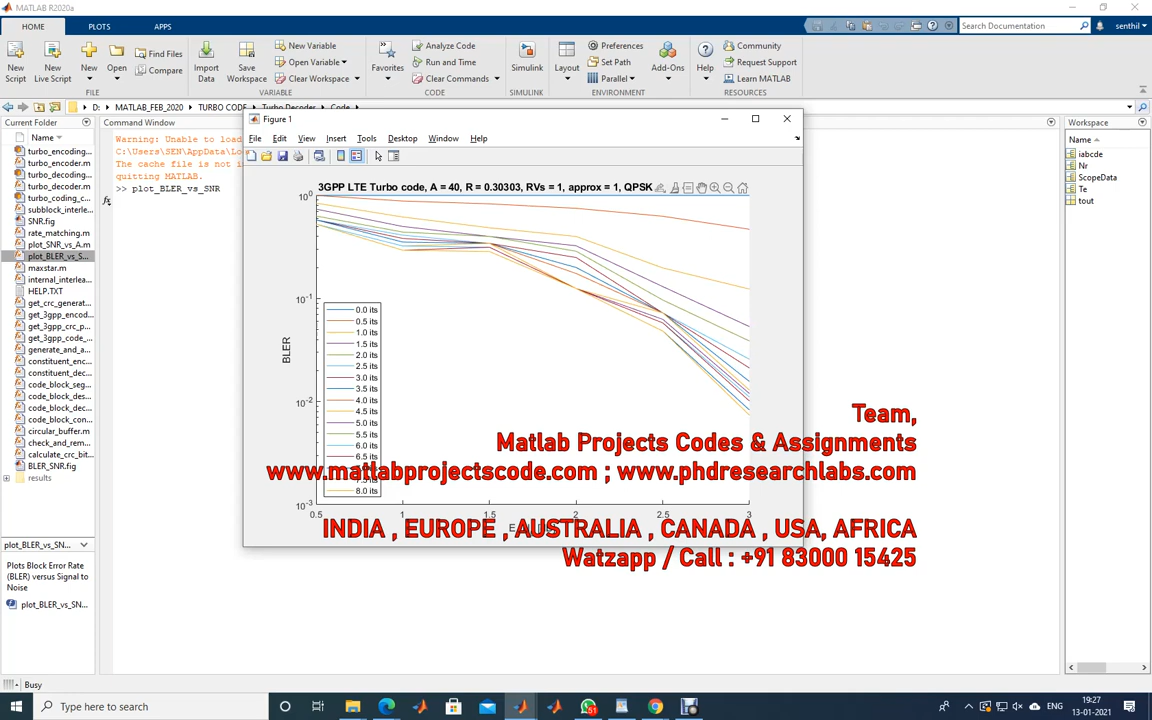 MATLAB R2020a
HOME
PLOTS
APPS
Search Documentation
senthil
New Script
New Live Script
New
Open
Find Files
Compare
Import Data
Save Workspace
New Variable
Open Variable
Clear Workspace
Favorites
Analyze Code
Run and Time
Clear Commands
Simulink
Layout
Preferences
Set Path
Parallel
Add-Ons
Help
Community
Request Support
Learn MATLAB
FILE
VARIABLE
CODE
SIMULINK
ENVIRONMENT
RESOURCES
D:
MATLAB_FEB_2020
TURBO CODE
Turbo Decoder
Code
Current Folder
Name
turbo_encoding...
turbo_encoder.m
turbo_decoding...
turbo_decoder.m
turbo_coding_c...
subblock_interle...
SNR.fig
rate_matching.m
plot_SNR_vs_A.m
plot_BLER_vs_S...
maxstar.m
internal_interlea...
HELP.TXT
get_crc_generat...
get_3gpp_encod...
get_3gpp_crc_p...
get_3gpp_code_...
generate_and_a...
constituent_enc...
constituent_dec...
code_block_seg...
code_block_des...
code_block_dec...
code_block_con...
circular_buffer.m
check_and_rem...
calculate_crc_bit...
BLER_SNR.fig
results
plot_BLER_vs_SN...
Plots Block Error Rate
(BLER) versus Signal to
Noise
plot_BLER_vs_SN...
Busy
Command Window
Warning: Unable to load
C:\Users\SEN\AppData\Lo
The cache file is not i
quitting MATLAB.
>> plot_BLER_vs_SNR
fx
Figure 1
File Edit View Insert Tools Desktop Window Help
3GPP LTE Turbo code, A = 40, R = 0.30303, RVs = 1, approx = 1, QPSK
10^0
10^-1
10^-2
10^-3
BLER
0.5 1 1.5 2 2.5 3
0.0 its
0.5 its
1.0 its
1.5 its
2.0 its
2.5 its
3.0 its
3.5 its
4.0 its
4.5 its
5.0 its
5.5 its
6.0 its
6.5 its
8.0 its
Workspace
Name
iabcde
Nr
ScopeData
Te
tout
Team,
Matlab Projects Codes & Assignments
www.matlabprojectscode.com ; www.phdresearchlabs.com
INDIA , EUROPE , AUSTRALIA , CANADA , USA, AFRICA
Watzapp / Call : +91 83000 15425
Type here to search
51
ENG
19:27
13-01-2021